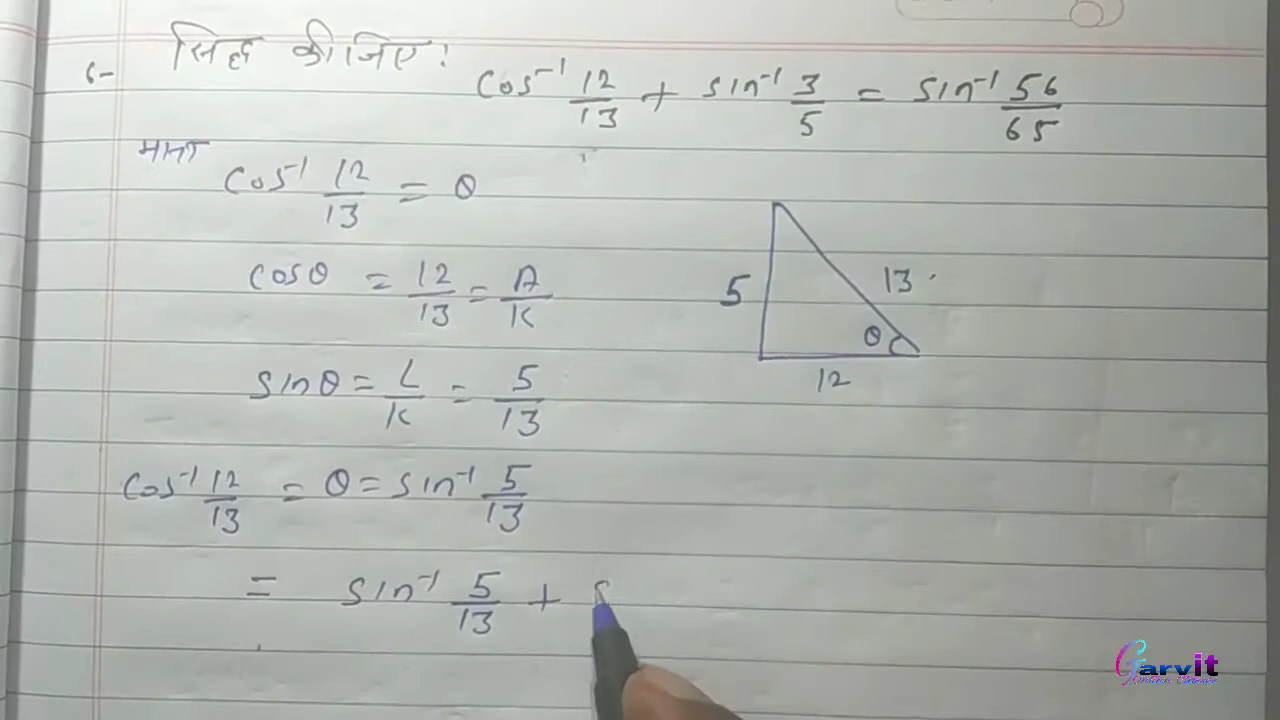 सिद्ध कीजिए!
6- cos⁻¹ 12/13 + sin⁻¹ 3/5 = sin⁻¹ 56/65
माना
cos⁻¹ 12/13 = θ
cosθ = 12/13 = A/K
sinθ = L/K = 5/13
cos⁻¹ 12/13 = θ = sin⁻¹ 5/13
= sin⁻¹ 5/13 +
5
13
θ
12
Garvit